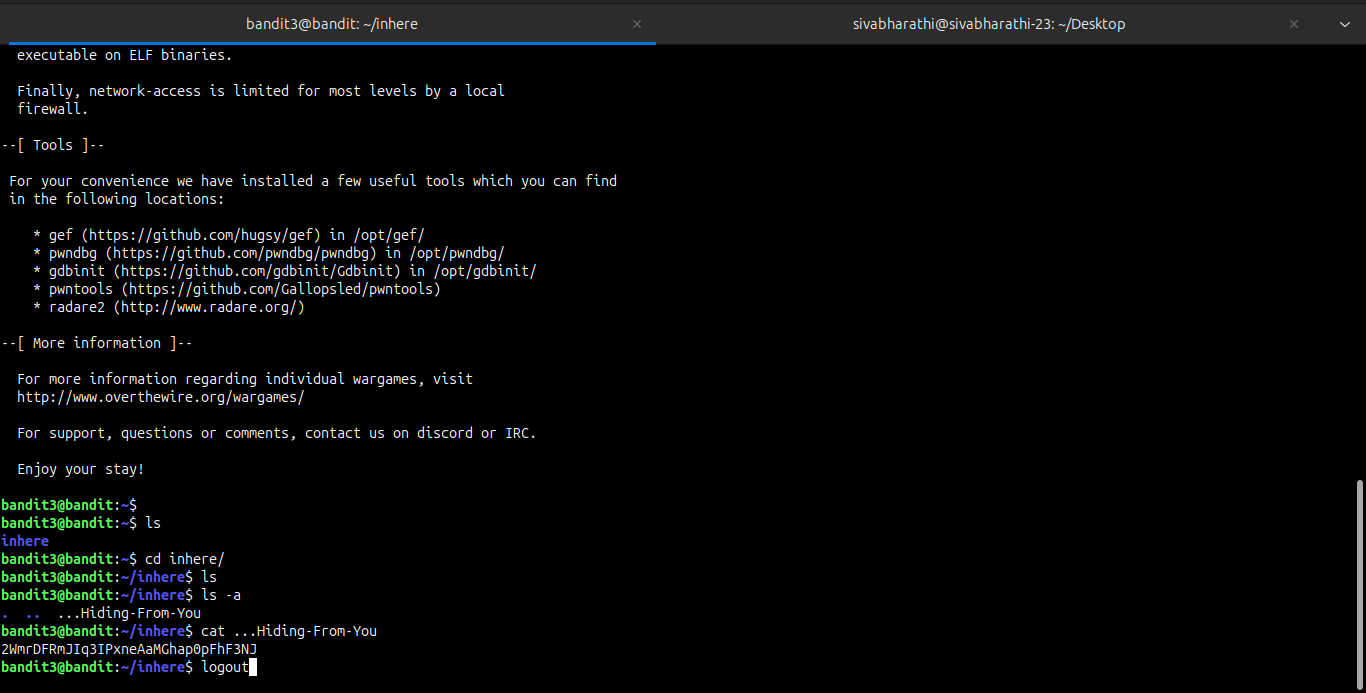 bandit3@bandit: ~/inhere
sivabharathi@sivabharathi-23: ~/Desktop
executable on ELF binaries.
Finally, network-access is limited for most levels by a local
firewall.
--[ Tools ]--
For your convenience we have installed a few useful tools which you can find
in the following locations:
* gef (https://github.com/hugsy/gef) in /opt/gef/
* pwndbg (https://github.com/pwndbg/pwndbg) in /opt/pwndbg/
* gdbinit (https://github.com/gdbinit/Gdbinit) in /opt/gdbinit/
* pwntools (https://github.com/Gallopsled/pwntools)
* radare2 (http://www.radare.org/)
--[ More information ]--
For more information regarding individual wargames, visit
http://www.overthewire.org/wargames/
For support, questions or comments, contact us on discord or IRC.
Enjoy your stay!
bandit3@bandit:~$
bandit3@bandit:~$ ls
inhere
bandit3@bandit:~$ cd inhere/
bandit3@bandit:~/inhere$ ls
bandit3@bandit:~/inhere$ ls -a
.  ..  ...Hiding-From-You
bandit3@bandit:~/inhere$ cat ...Hiding-From-You
2WmrDFRmJIq3IPxneAaMGhap0pFhF3NJ
bandit3@bandit:~/inhere$ logout